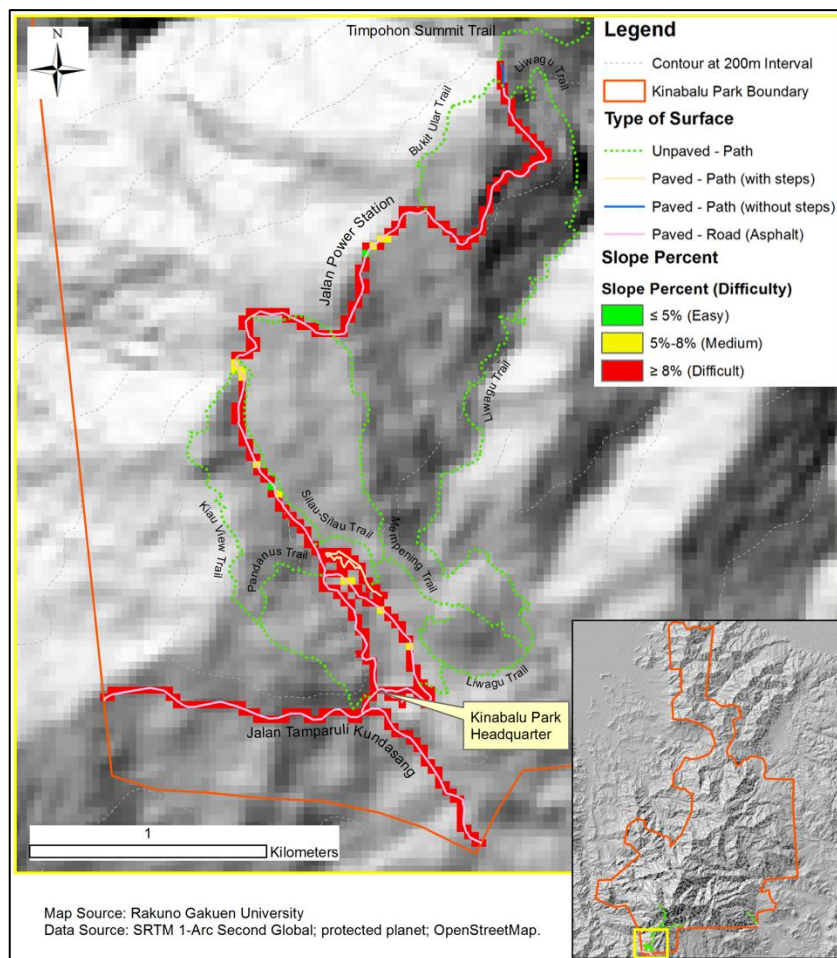 Timpohon Summit Trail
N
Liwagu Trail
Bukit Ular Trail
Jalan Power Station
Liwagu Trail
Kiau View Trail
Silau-Silau Trail
Pandanus Trail
Mempening Trail
Liwagu Trail
Kinabalu Park
Headquarter
Jalan Tamparuli Kundasang
1
Kilometers
Legend
Contour at 200m Interval
Kinabalu Park Boundary
Type of Surface
Unpaved - Path
Paved - Path (with steps)
Paved - Path (without steps)
Paved - Road (Asphalt)
Slope Percent
Slope Percent (Difficulty)
≤ 5% (Easy)
5%-8% (Medium)
≥ 8% (Difficult)
Map Source: Rakuno Gakuen University
Data Source: SRTM 1-Arc Second Global; protected planet; OpenStreetMap.